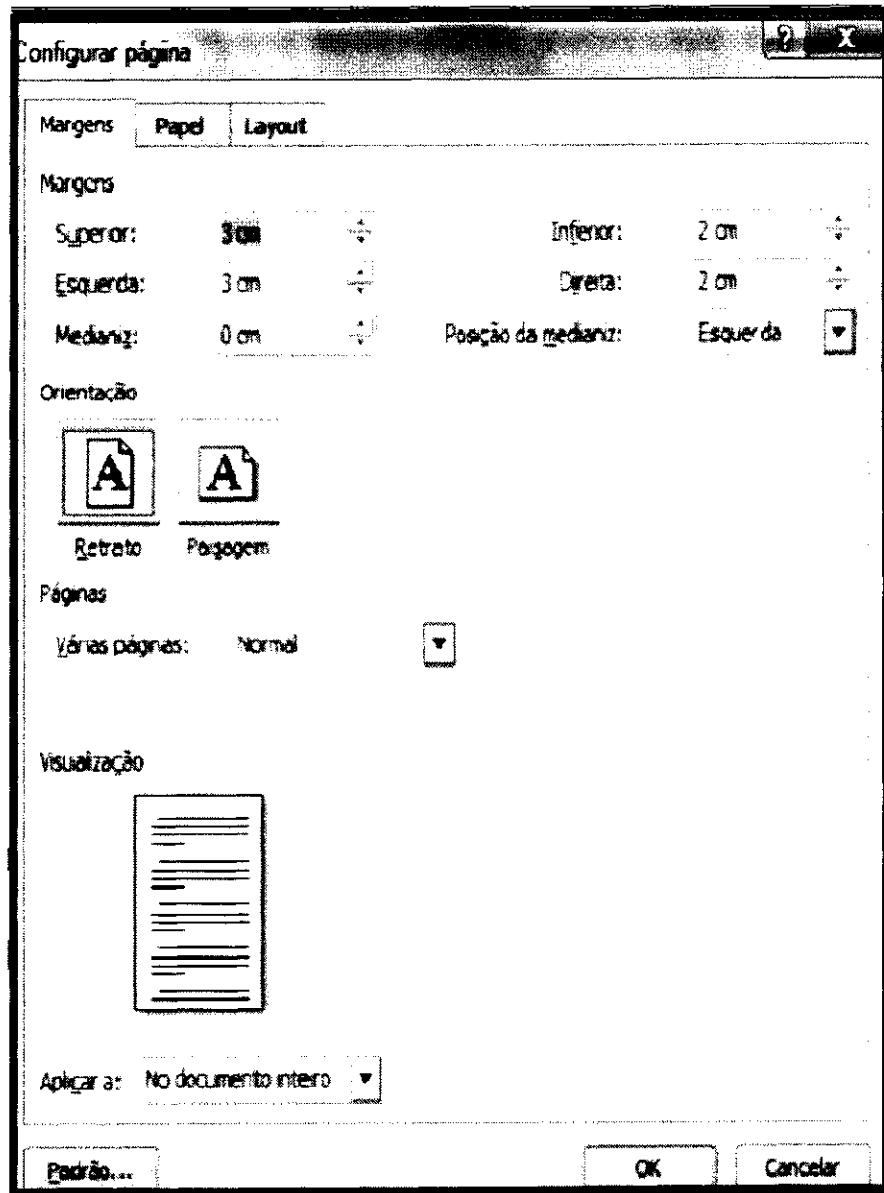 Configurar página ? X
Margens Papel Layout
Margens
Superior: 3 cm Inferior: 2 cm
Esquerda: 3 cm Direita: 2 cm
Medianiz: 0 cm Posição da medianiz: Esquerda
Orientação
A A
Retrato Paisagem
Páginas
Várias páginas: Normal
Visualização
Aplicar a: No documento inteiro
Padrão... OK Cancelar